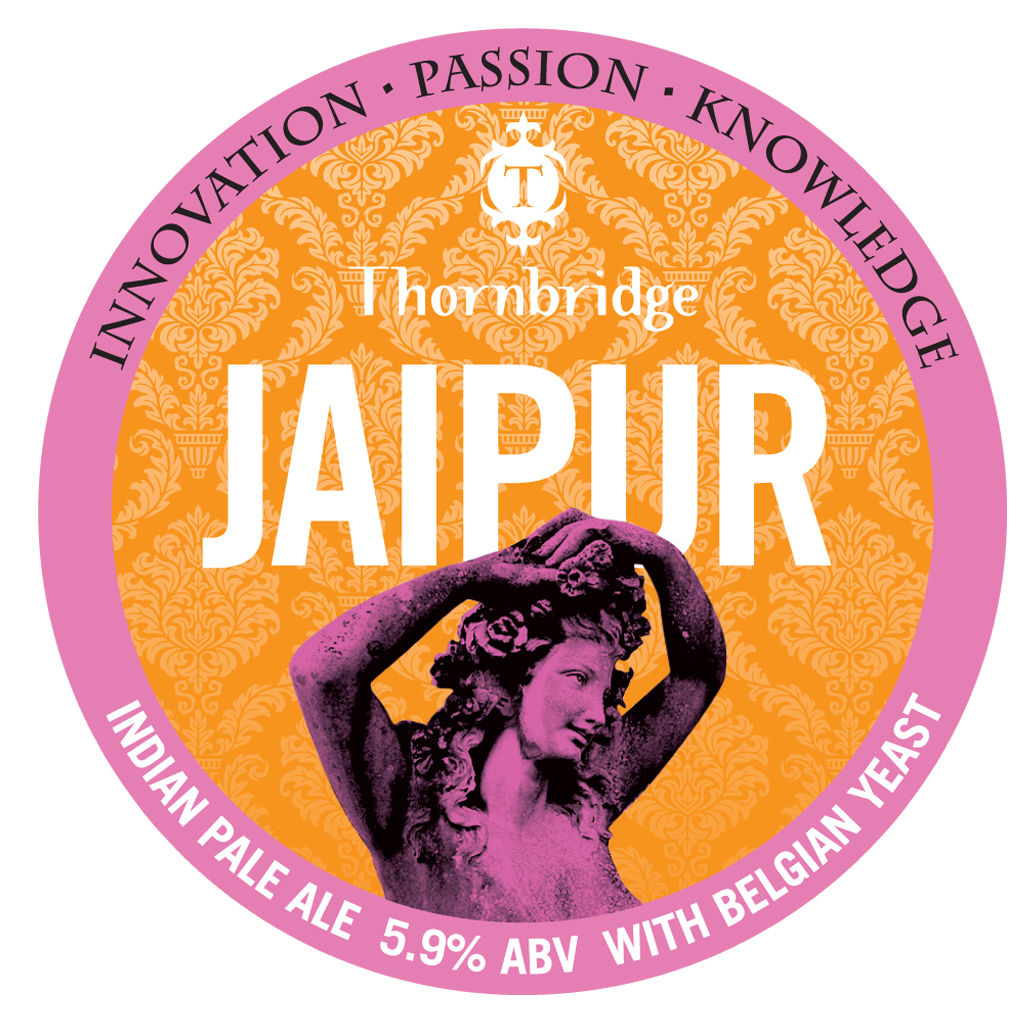 INNOVATION · PASSION · KNOWLEDGE
T
Thornbridge
JAIPUR
INDIAN PALE ALE 5.9% ABV WITH BELGIAN YEAST